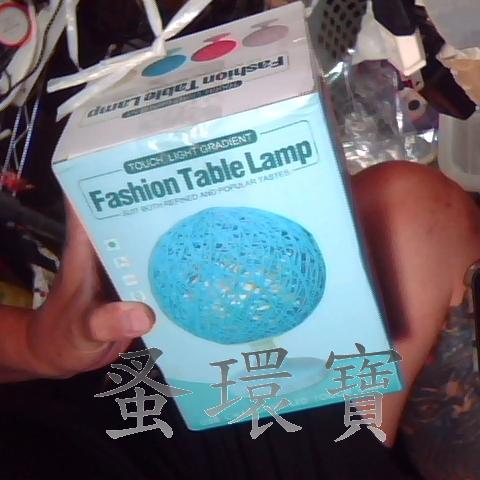 Fashion Table Lamp
TOUCH LIGHT GRADIENT
Fashion Table Lamp
SUIT BOTH REFINED AND POPULAR TASTES
蚤環寶